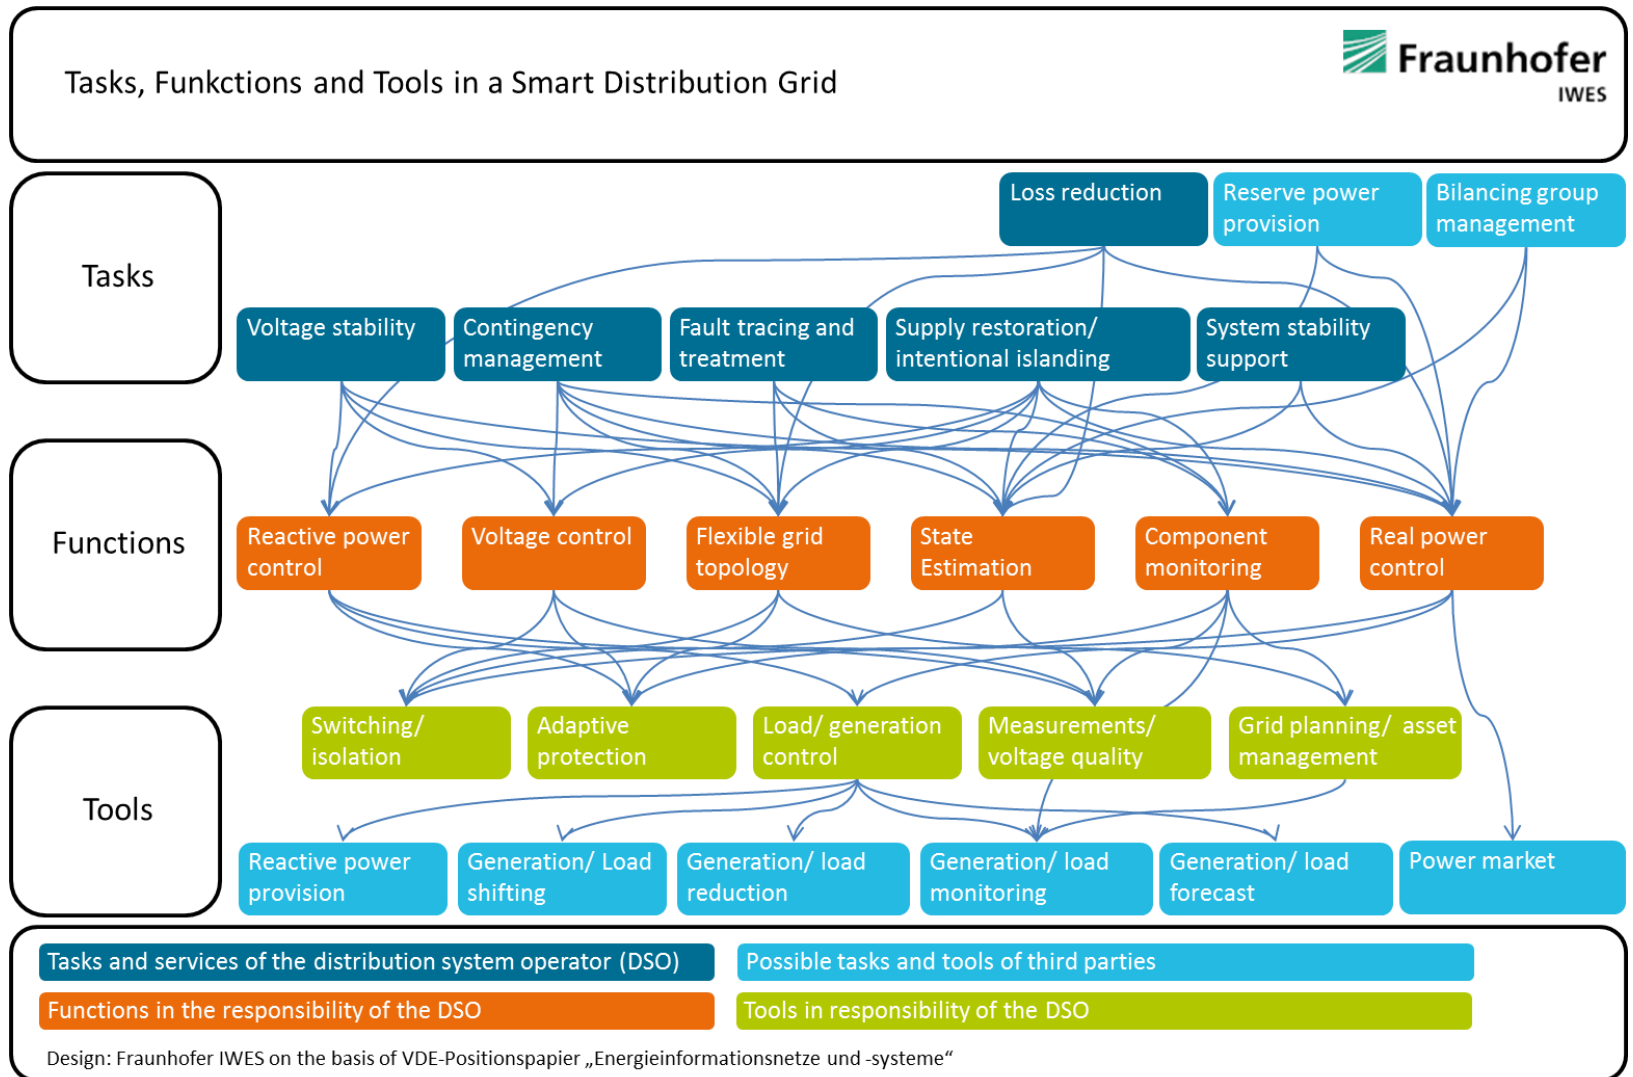 Tasks, Funkctions and Tools in a Smart Distribution Grid
Fraunhofer
IWES
Tasks
Loss reduction
Reserve power
provision
Bilancing group
management
Voltage stability
Contingency
management
Fault tracing and
treatment
Supply restoration/
intentional islanding
System stability
support
Functions
Reactive power
control
Voltage control
Flexible grid
topology
State
Estimation
Component
monitoring
Real power
control
Tools
Switching/
isolation
Adaptive
protection
Load/ generation
control
Measurements/
voltage quality
Grid planning/ asset
management
Reactive power
provision
Generation/ Load
shifting
Generation/ load
reduction
Generation/ load
monitoring
Generation/ load
forecast
Power market
Tasks and services of the distribution system operator (DSO)
Possible tasks and tools of third parties
Functions in the responsibility of the DSO
Tools in responsibility of the DSO
Design: Fraunhofer IWES on the basis of VDE-Positionspapier „Energieinformationsnetze und -systeme“